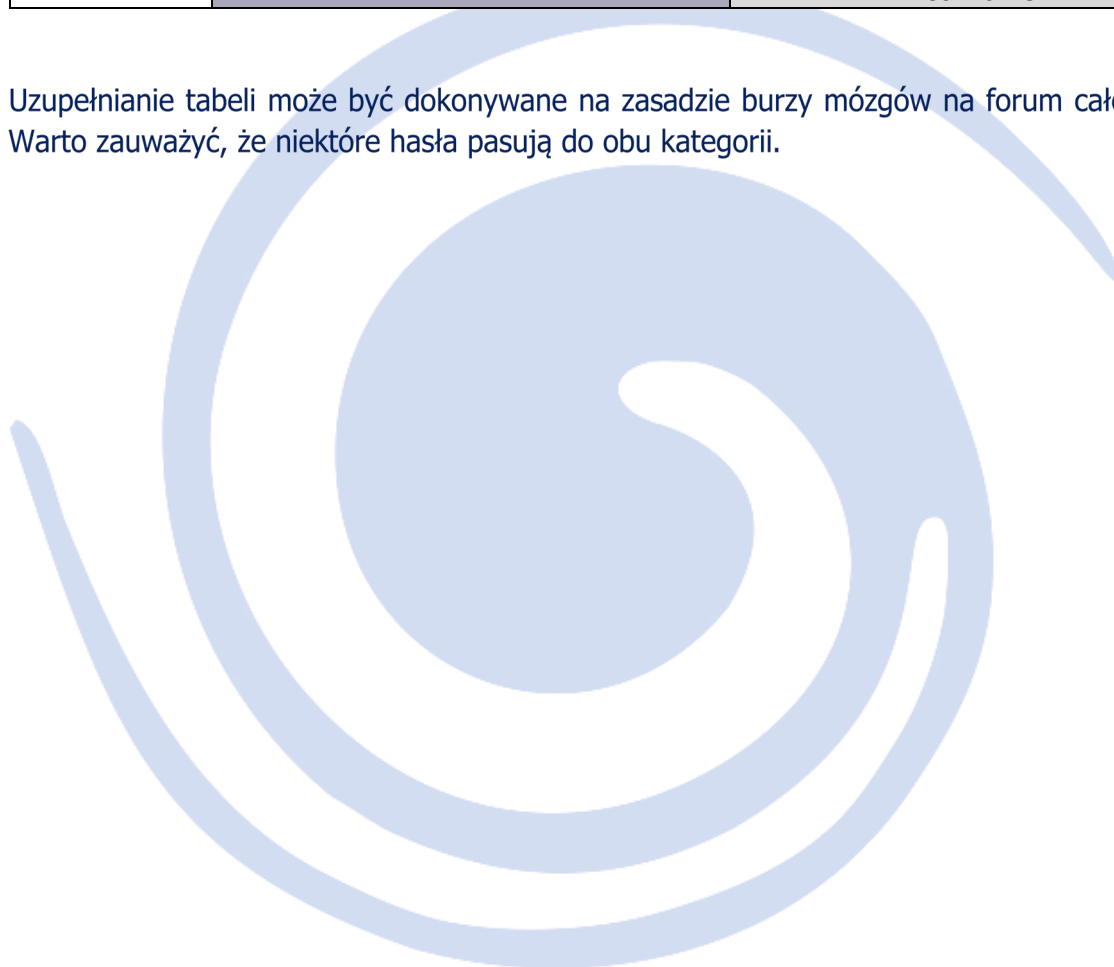 Uzupełnianie tabeli może być dokonywane na zasadzie burzy mózgów na forum
Warto zauważyć, że niektóre hasła pasują do obu kategorii.